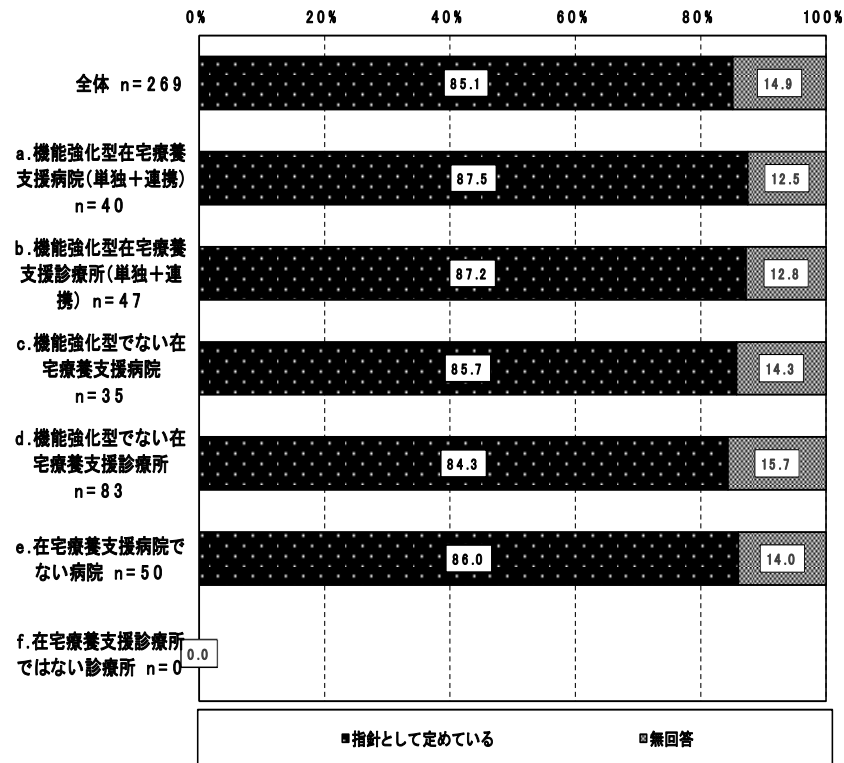 0% 20% 40% 60% 80% 100%
全体 n=269
85.1 14.9
a.機能強化型在宅療養
支援病院(単独＋連携)
n=40
87.5 12.5
b.機能強化型在宅療養
支援診療所(単独＋連
携) n=47
87.2 12.8
c.機能強化型でない在
宅療養支援病院
n=35
85.7 14.3
d.機能強化型でない在
宅療養支援診療所
n=83
84.3 15.7
e.在宅療養支援病院で
ない病院 n=50
86.0 14.0
f.在宅療養支援診療所
ではない診療所 n=0
0.0
指針として定めている 無回答